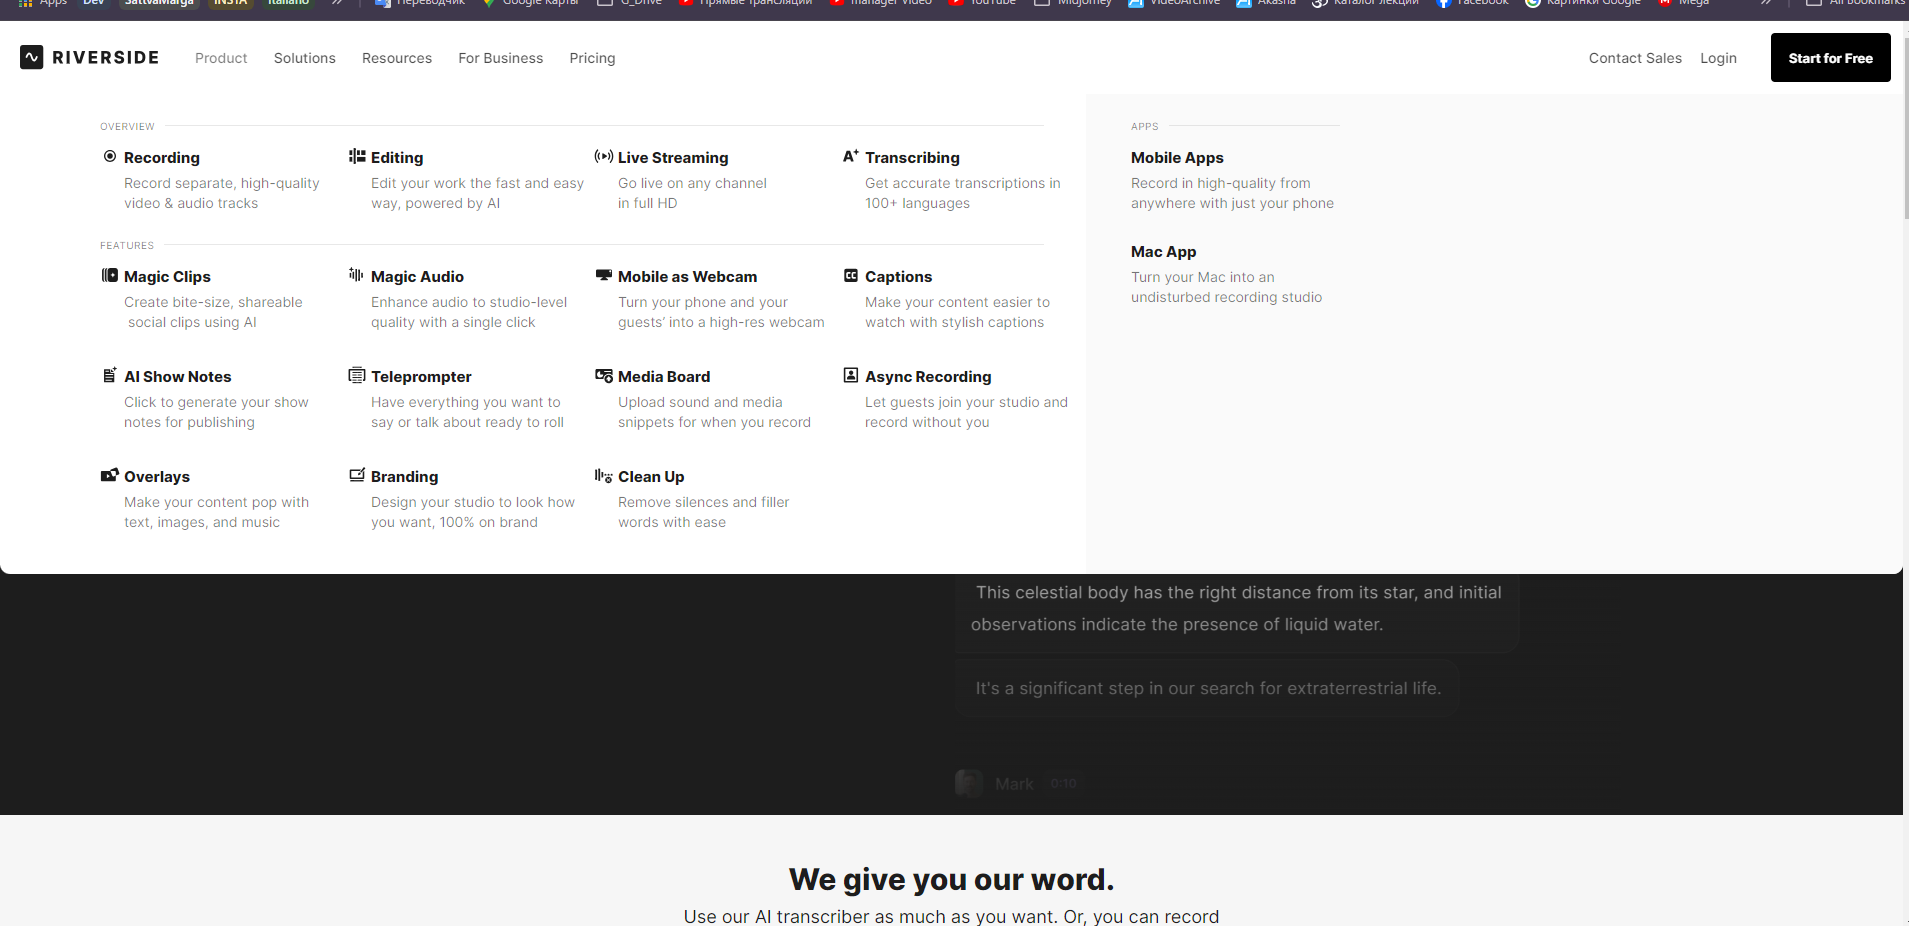 Apps Dev SattvaMarga INSTA Italiano Переводчик Google Карты G_Drive Прямые трансляции manager Video YouTube Midjorney VideoArchive Akasha Каталог лекций Facebook Картинки Google Mega All Bookmarks
RIVERSIDE Product Solutions Resources For Business Pricing Contact Sales Login Start for Free
OVERVIEW
Recording
Record separate, high-quality
video & audio tracks
Editing
Edit your work the fast and easy
way, powered by AI
Live Streaming
Go live on any channel
in full HD
Transcribing
Get accurate transcriptions in
100+ languages
FEATURES
Magic Clips
Create bite-size, shareable
social clips using AI
Magic Audio
Enhance audio to studio-level
quality with a single click
Mobile as Webcam
Turn your phone and your
guests’ into a high-res webcam
CC
Captions
Make your content easier to
watch with stylish captions
AI Show Notes
Click to generate your show
notes for publishing
Teleprompter
Have everything you want to
say or talk about ready to roll
Media Board
Upload sound and media
snippets for when you record
Async Recording
Let guests join your studio and
record without you
Overlays
Make your content pop with
text, images, and music
Branding
Design your studio to look how
you want, 100% on brand
Clean Up
Remove silences and filler
words with ease
APPS
Mobile Apps
Record in high-quality from
anywhere with just your phone
Mac App
Turn your Mac into an
undisturbed recording studio
This celestial body has the right distance from its star, and initial
observations indicate the presence of liquid water.
It's a significant step in our search for extraterrestrial life.
Mark 0:10
We give you our word.
Use our AI transcriber as much as you want. Or, you can record